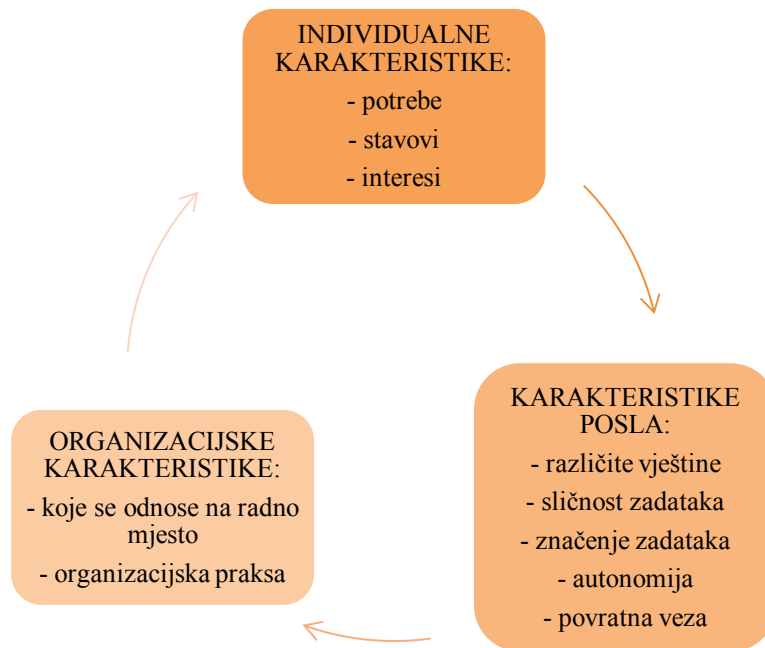 INDIVIDUALNE
KARAKTERISTIKE:
- potrebe
- stavovi
- interesi
KARAKTERISTIKE
POSLA:
- različite vještine
- sličnost zadataka
- značenje zadataka
- autonomija
- povratna veza
ORGANIZACIJSKE
KARAKTERISTIKE:
- koje se odnose na radno
mjesto
- organizacijska praksa